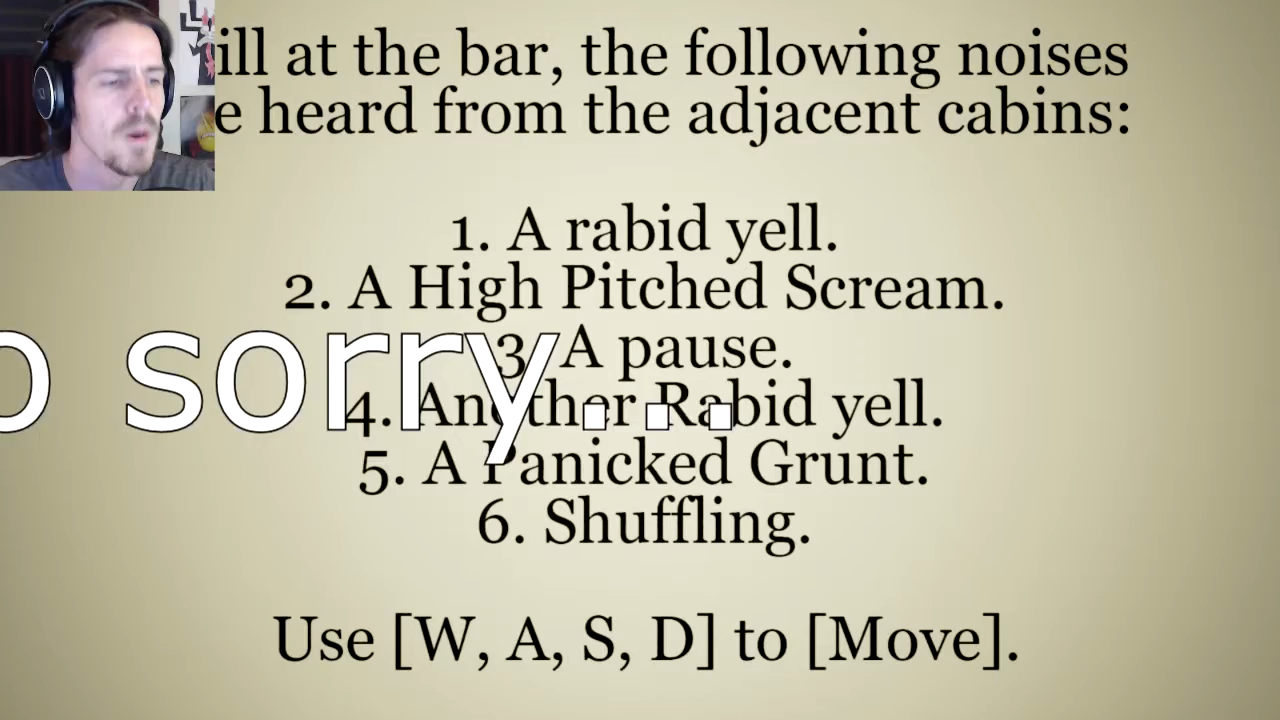 ill at the bar, the following noises
e heard from the adjacent cabins:
1. A rabid yell.
2. A High Pitched Scream.
3. A pause.
o sorry...
4. Another Rabid yell.
5. A Panicked Grunt.
6. Shuffling.
Use [W, A, S, D] to [Move].